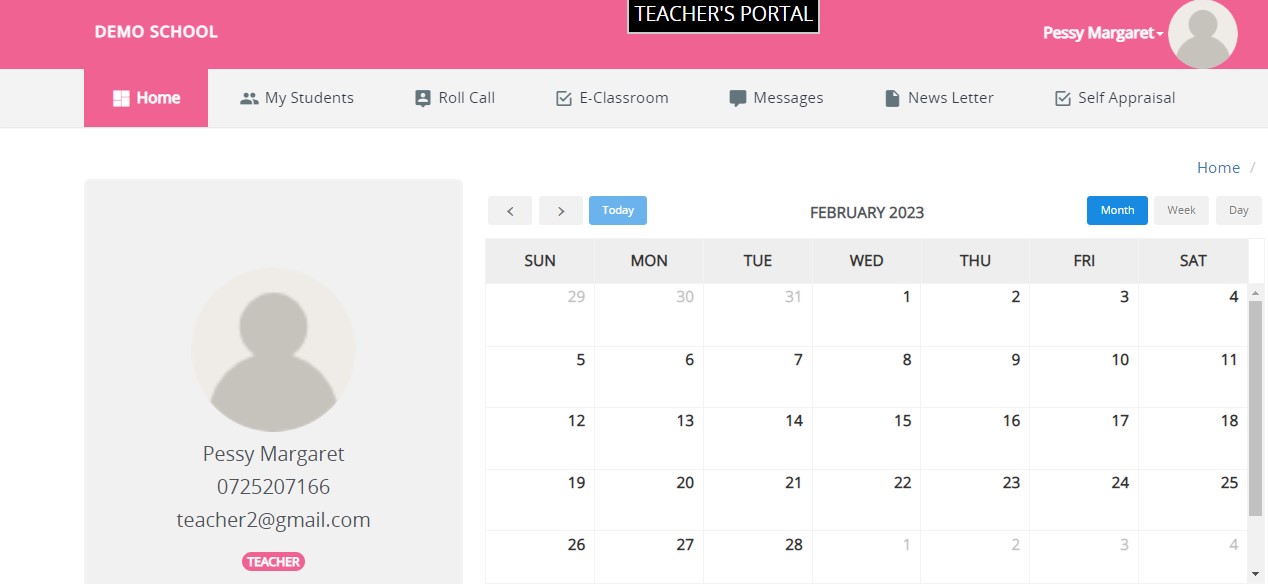 TEACHER'S PORTAL
DEMO SCHOOL
Pessy Margaret
Home My Students Roll Call E-Classroom Messages News Letter Self Appraisal
Home /
< > Today FEBRUARY 2023 Month Week Day
SUN MON TUE WED THU FRI SAT
29 30 31 1 2 3 4
5 6 7 8 9 10 11
12 13 14 15 16 17 18
19 20 21 22 23 24 25
26 27 28 1 2 3 4
Pessy Margaret
0725207166
teacher2@gmail.com
TEACHER